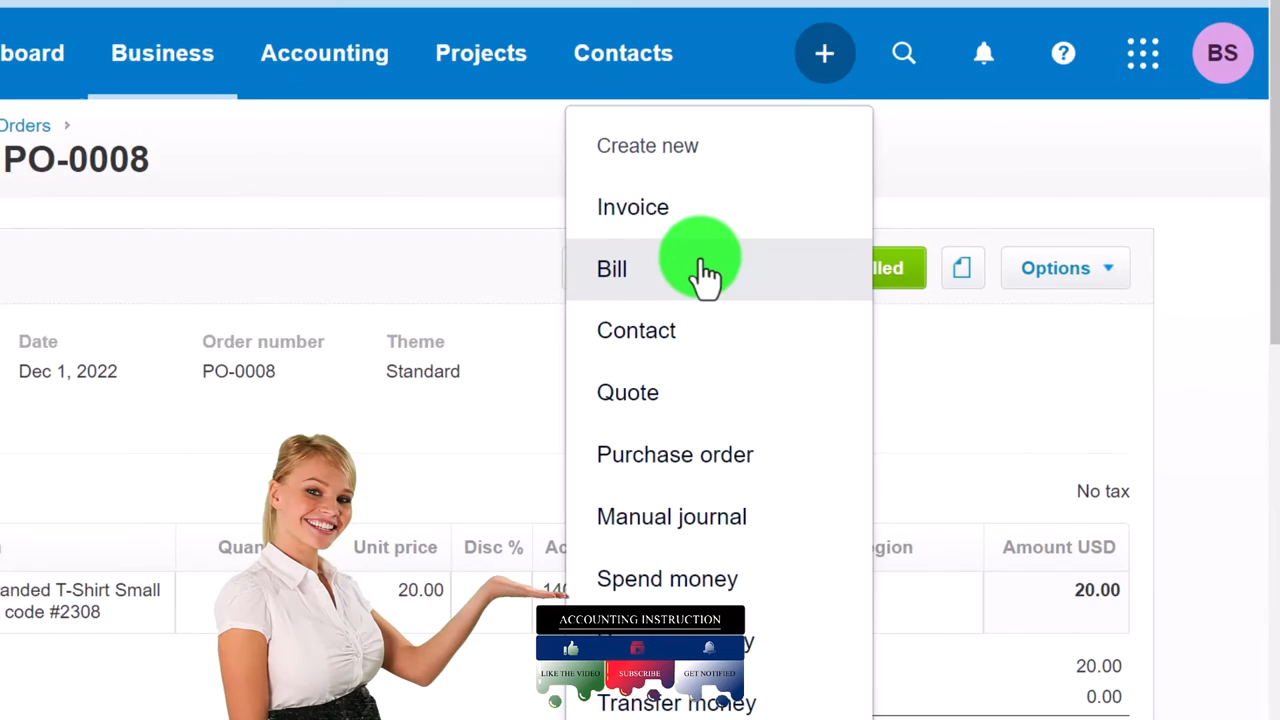 board Business Accounting Projects Contacts + ? BS
Orders >
PO-0008
Create new
Invoice
Bill
Contact
Quote
Purchase order
Manual journal
Spend money
Transfer money
lled Options
Date Order number Theme
Dec 1, 2022 PO-0008 Standard
No tax
Unit price Disc % Amount USD
anded T-Shirt Small 20.00 20.00
code #2308
20.00
0.00
ACCOUNTING INSTRUCTION
LIKE THE VIDEO SUBSCRIBE GET NOTIFIED